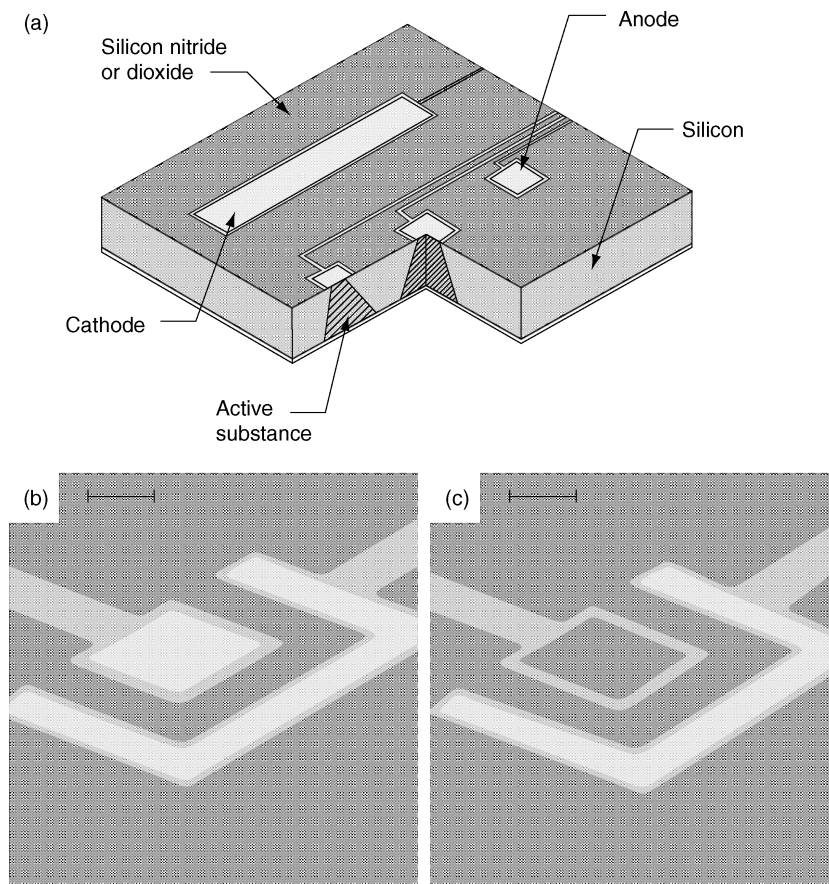 (a)
Anode
Silicon nitride
or dioxide
Silicon
Cathode
Active
substance
(b)
(c)